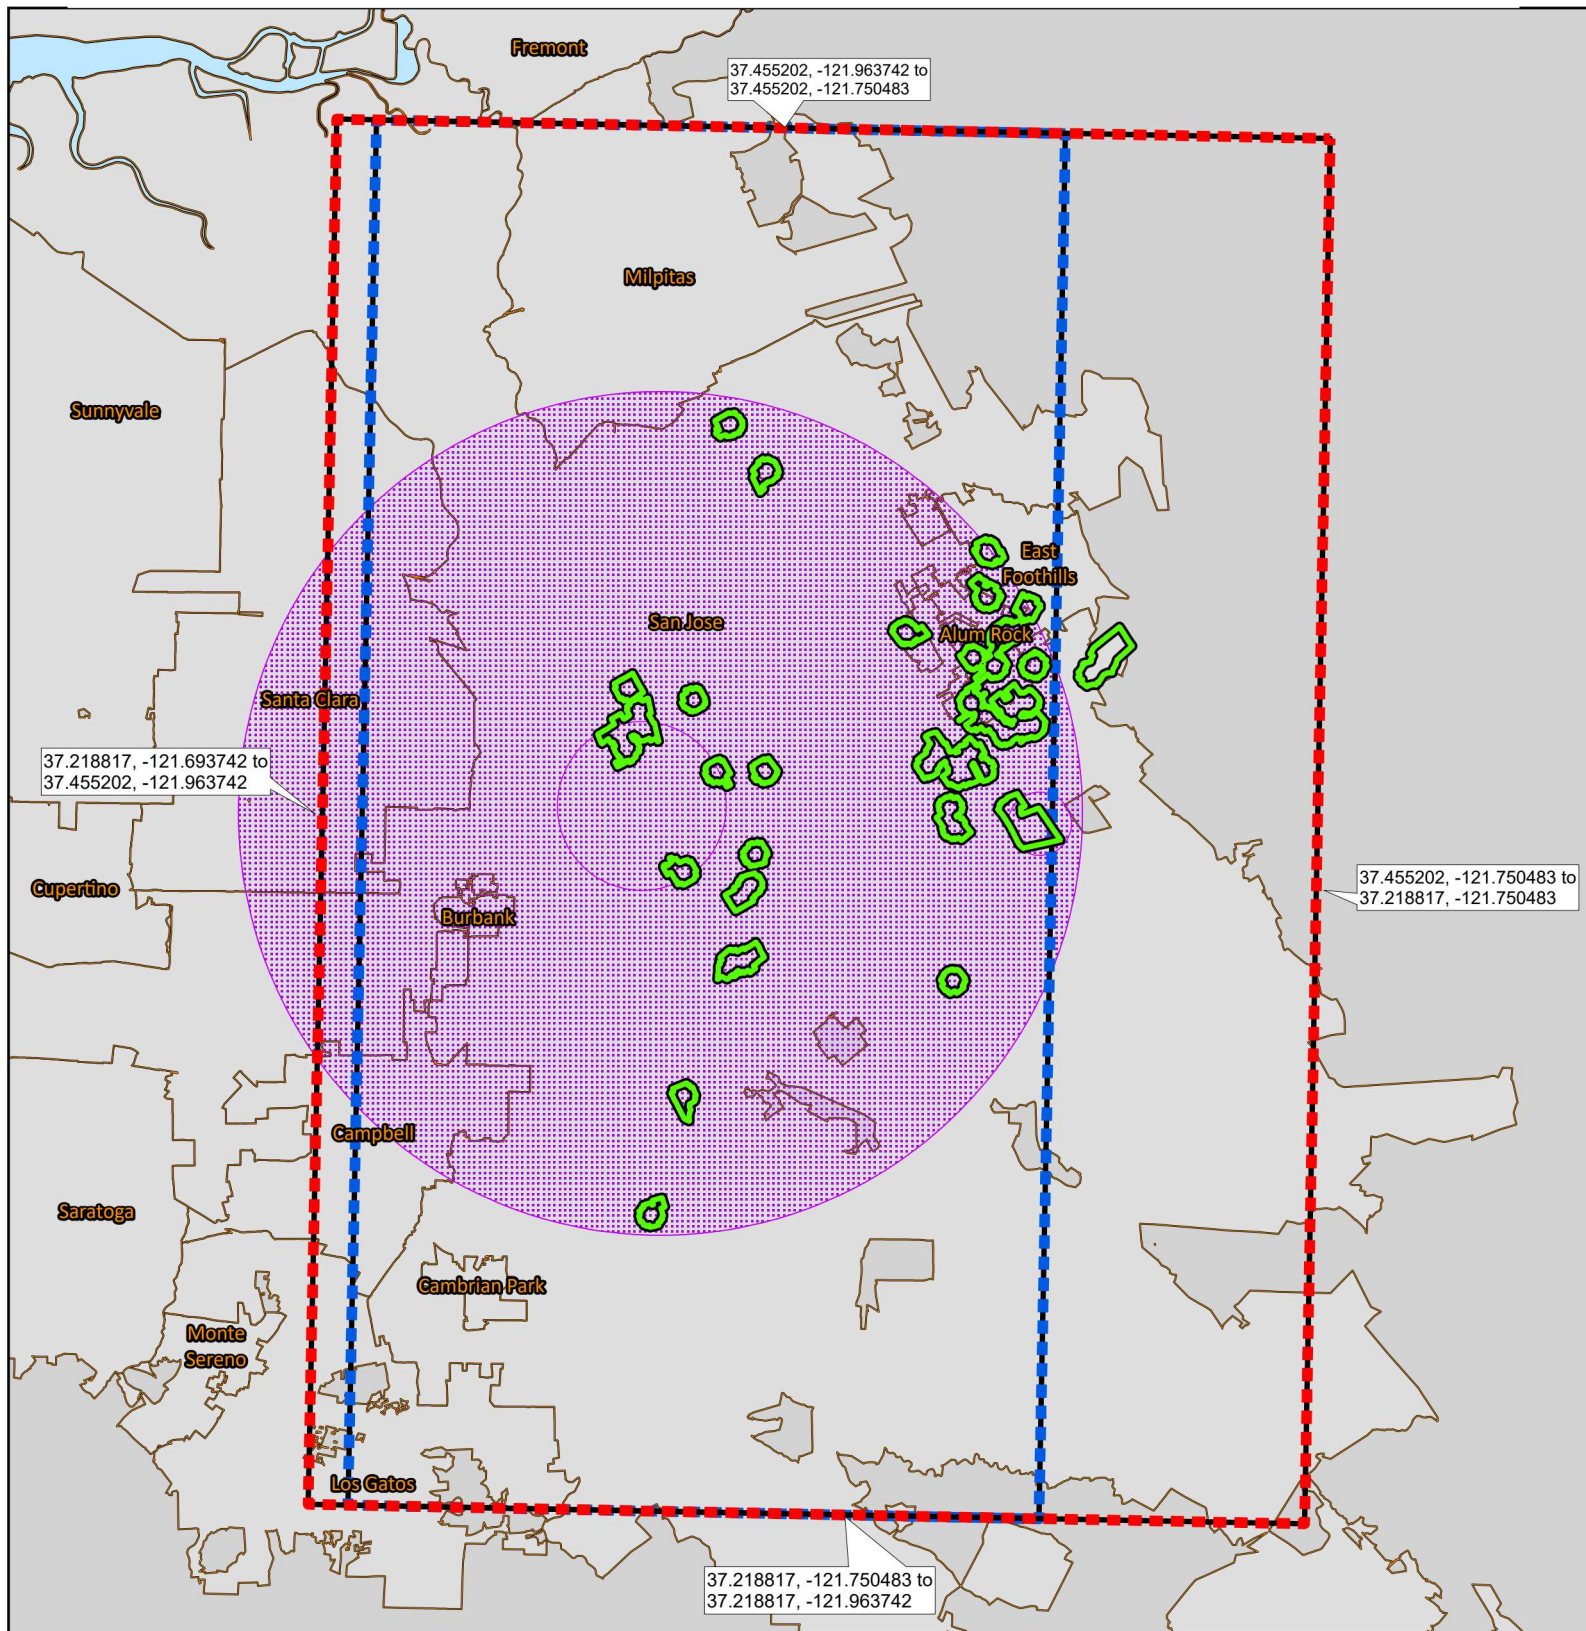 Fremont
37.455202, -121.963742 to
37.455202, -121.750483
Milpitas
Sunnyvale
East
Foothills
San Jose
Alum Rock
Santa Clara
37.218817, -121.693742 to
37.455202, -121.963742
Cupertino
37.455202, -121.750483 to
37.218817, -121.750483
Burbank
Campbell
Saratoga
Cambrian Park
Monte
Sereno
Los Gatos
37.218817, -121.750483 to
37.218817, -121.963742